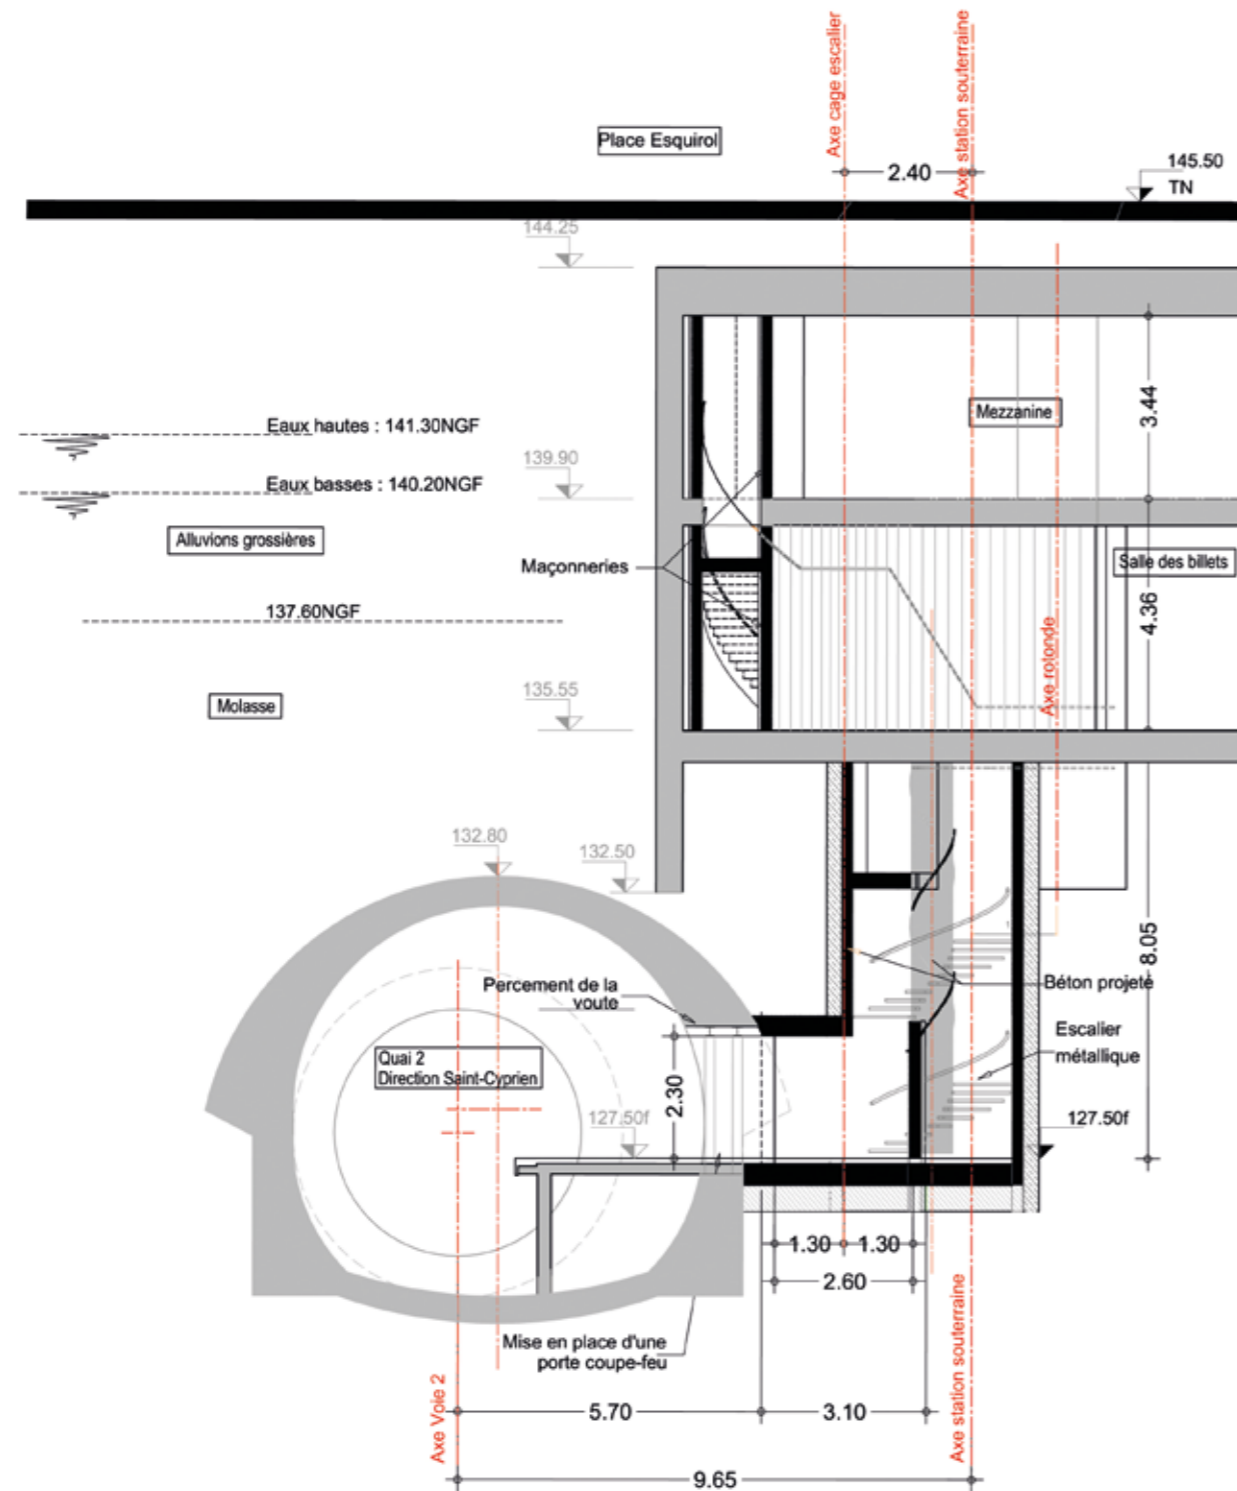 Axe cage escalier
Axe station souterraine
Place Esquirol
2.40
145.50
TN
144.25
Mezzanine
3.44
Eaux hautes : 141.30NGF
139.90
Eaux basses : 140.20NGF
Alluvions grossières
Maçonneries
Salle des billets
4.36
137.60NGF
Axe rotonde
135.55
Molasse
132.80
132.50
8.05
Percement de la
voute
Béton projeté
Escalier
métallique
Quai 2
Direction Saint-Cyprien
2.30
127.50f
127.50f
1.30
1.30
2.60
Mise en place d'une
porte coupe-feu
Axe Voie 2
Axe station souterraine
5.70
3.10
9.65